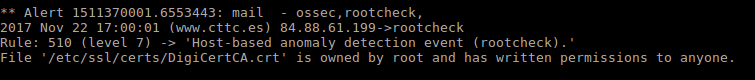 ** Alert 1511370001.6553443: mail  - ossec,rootcheck,
2017 Nov 22 17:00:01 (www.cttc.es) 84.88.61.199->rootcheck
Rule: 510 (level 7) -> 'Host-based anomaly detection event (rootcheck).'
File '/etc/ssl/certs/DigiCertCA.crt' is owned by root and has written permissions to anyone.